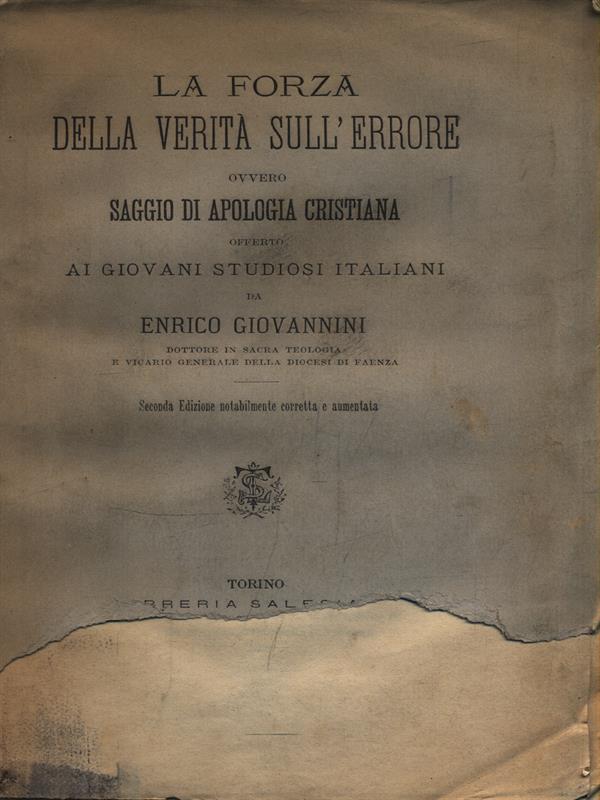 LA FORZA
DELLA VERITÀ SULL'ERRORE
OVVERO
SAGGIO DI APOLOGIA CRISTIANA
OFFERTO
AI GIOVANI STUDIOSI ITALIANI
DA
ENRICO GIOVANNINI
DOTTORE IN SACRA TEOLOGIA
E VICARIO GENERALE DELLA DIOCESI DI FAENZA
Seconda Edizione notabilmente corretta e aumentata
TORINO